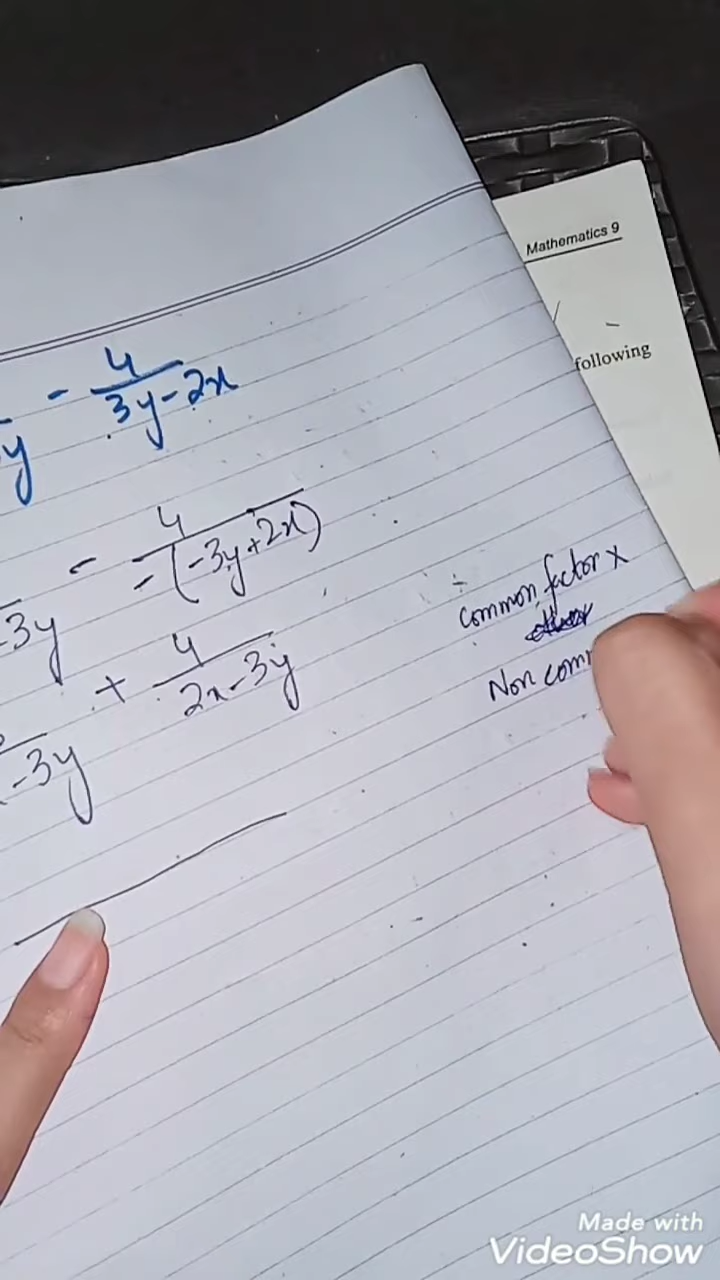 Mathematics 9
following
y - 4/(3y-2x)
-3y - 4/-(-3y+2x)
-3y + 4/(2x-3y)
common factor x
Non comm
Made with
VideoShow